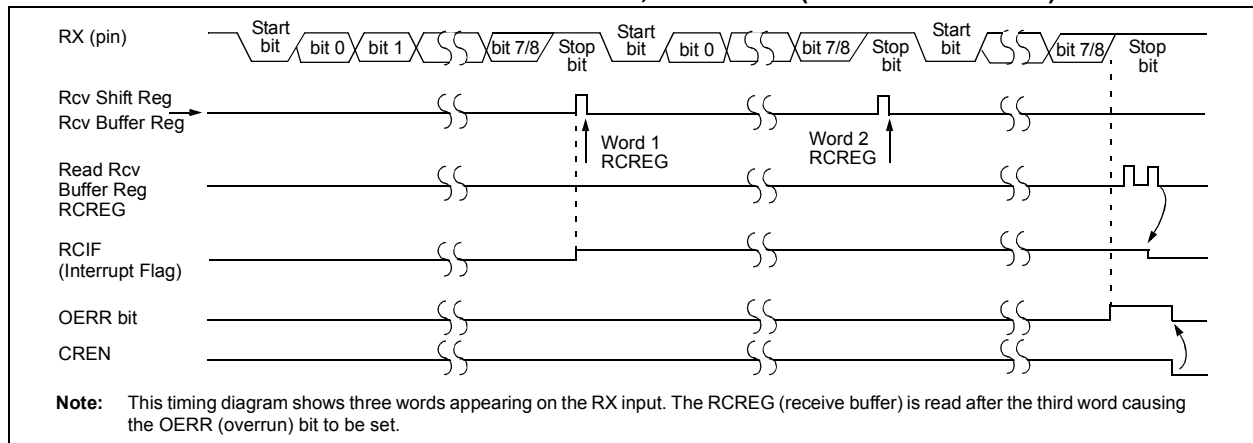 RX (pin)
Start bit
bit 0
bit 1
bit 7/8
Stop bit
Start bit
bit 0
bit 7/8
Stop bit
Start bit
bit 7/8
Stop bit
Rcv Shift Reg
Rcv Buffer Reg
Word 1
RCREG
Word 2
RCREG
Read Rcv
Buffer Reg
RCREG
RCIF
(Interrupt Flag)
OERR bit
CREN
Note: This timing diagram shows three words appearing on the RX input. The RCREG (receive buffer) is read after the third word causing
the OERR (overrun) bit to be set.